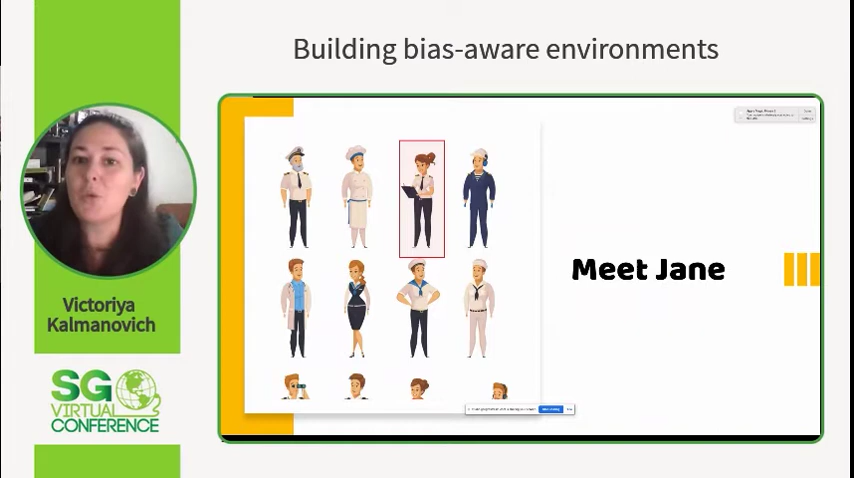 Building bias-aware environments
Meet Jane
Victoriya
Kalmanovich
SG
VIRTUAL
CONFERENCE